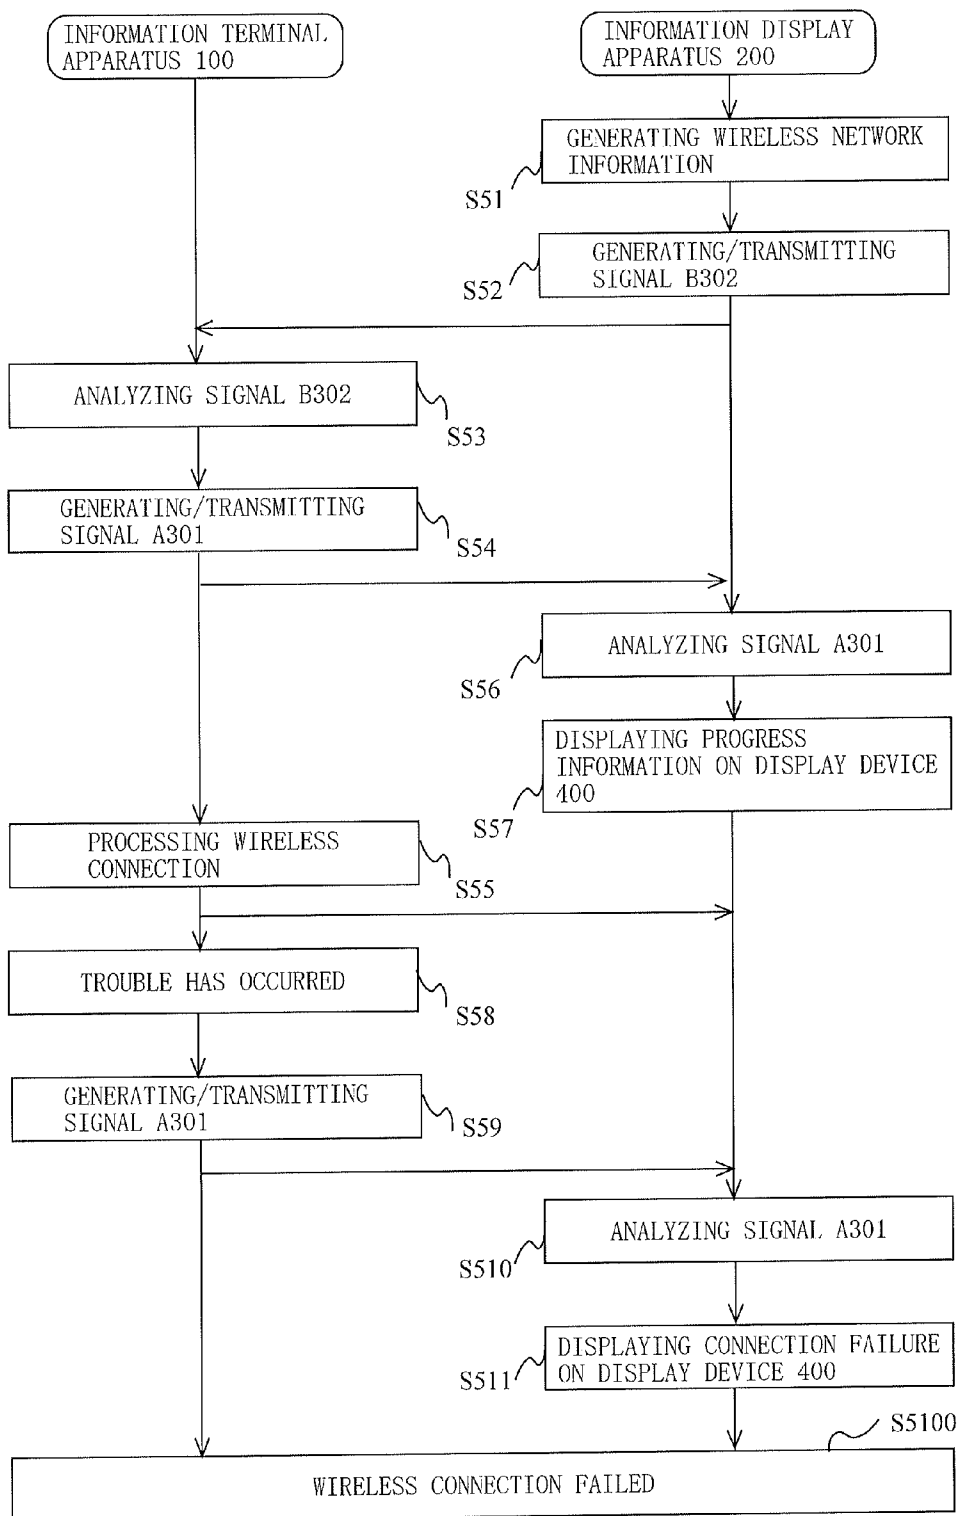 INFORMATION TERMINAL
APPARATUS 100
INFORMATION DISPLAY
APPARATUS 200
GENERATING WIRELESS NETWORK
INFORMATION
S51
GENERATING/TRANSMITTING
SIGNAL B302
S52
ANALYZING SIGNAL B302
S53
GENERATING/TRANSMITTING
SIGNAL A301
S54
ANALYZING SIGNAL A301
S56
DISPLAYING PROGRESS
INFORMATION ON DISPLAY DEVICE
400
S57
PROCESSING WIRELESS
CONNECTION
S55
TROUBLE HAS OCCURRED
S58
GENERATING/TRANSMITTING
SIGNAL A301
S59
ANALYZING SIGNAL A301
S510
DISPLAYING CONNECTION FAILURE
ON DISPLAY DEVICE 400
S511
S5100
WIRELESS CONNECTION FAILED